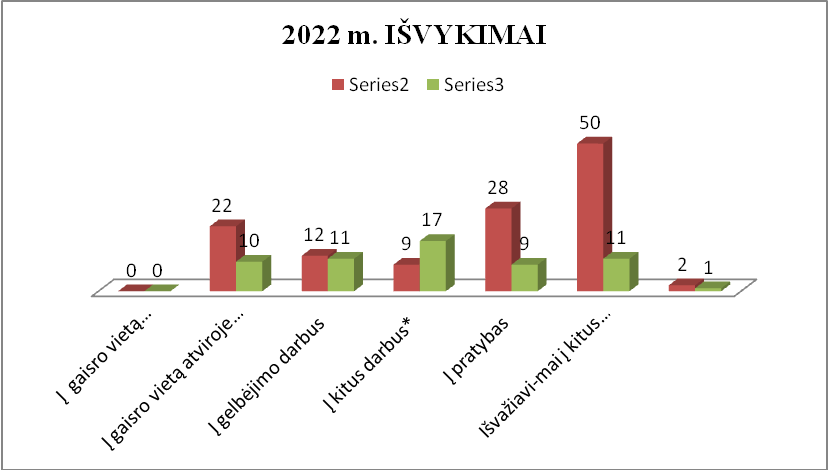 2022 m. IŠVYKIMAI
Series2 Series3
0 0
22 10
12 11
9 17
28 9
50 11
2 1
Į gaisro vietą...
Į gaisro vietą atviroje...
Į gelbėjimo darbus
Į kitus darbus*
Į pratybas
Išvažiavi-mai į kitus...